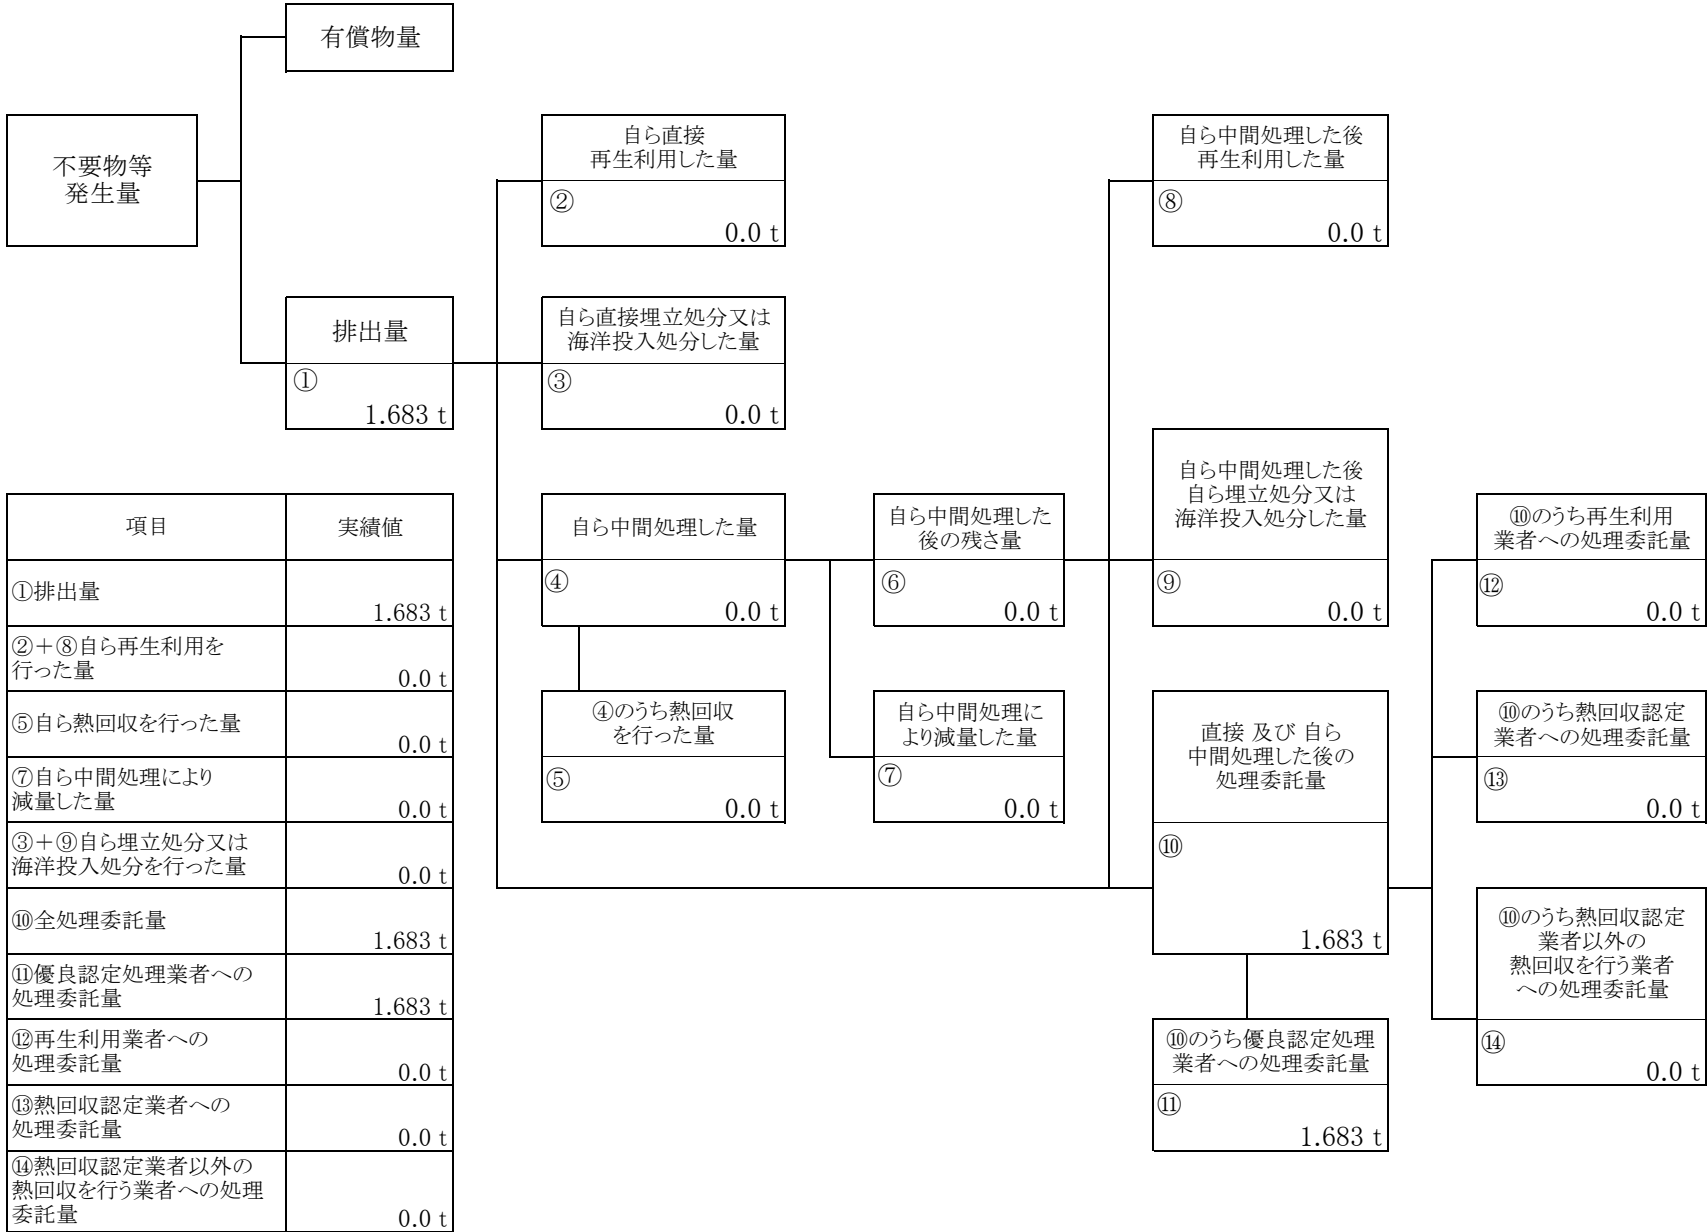 有償物量
不要物等
発生量
自ら直接
再生利用した量
②
0.0 t
自ら中間処理した後
再生利用した量
⑧
0.0 t
排出量
①
1.683 t
自ら直接埋立処分又は
海洋投入処分した量
③
0.0 t
自ら中間処理した量
④
0.0 t
自ら中間処理した
後の残さ量
⑥
0.0 t
自ら中間処理した後
自ら埋立処分又は
海洋投入処分した量
⑨
0.0 t
⑩のうち再生利用
業者への処理委託量
⑫
0.0 t
④のうち熱回収
を行った量
⑤
0.0 t
自ら中間処理に
より減量した量
⑦
0.0 t
直接 及び 自ら
中間処理した後の
処理委託量
⑩
1.683 t
⑩のうち熱回収認定
業者への処理委託量
⑬
0.0 t
⑩のうち熱回収認定
業者以外の
熱回収を行う業者
への処理委託量
⑭
0.0 t
⑩のうち優良認定処理
業者への処理委託量
⑪
1.683 t
項目
実績値
①排出量
1.683 t
②＋⑧自ら再生利用を
行った量
0.0 t
⑤自ら熱回収を行った量
0.0 t
⑦自ら中間処理により
減量した量
0.0 t
③＋⑨自ら埋立処分又は
海洋投入処分を行った量
0.0 t
⑩全処理委託量
1.683 t
⑪優良認定処理業者への
処理委託量
1.683 t
⑫再生利用業者への
処理委託量
0.0 t
⑬熱回収認定業者への
処理委託量
0.0 t
⑭熱回収認定業者以外の
熱回収を行う業者への処理
委託量
0.0 t